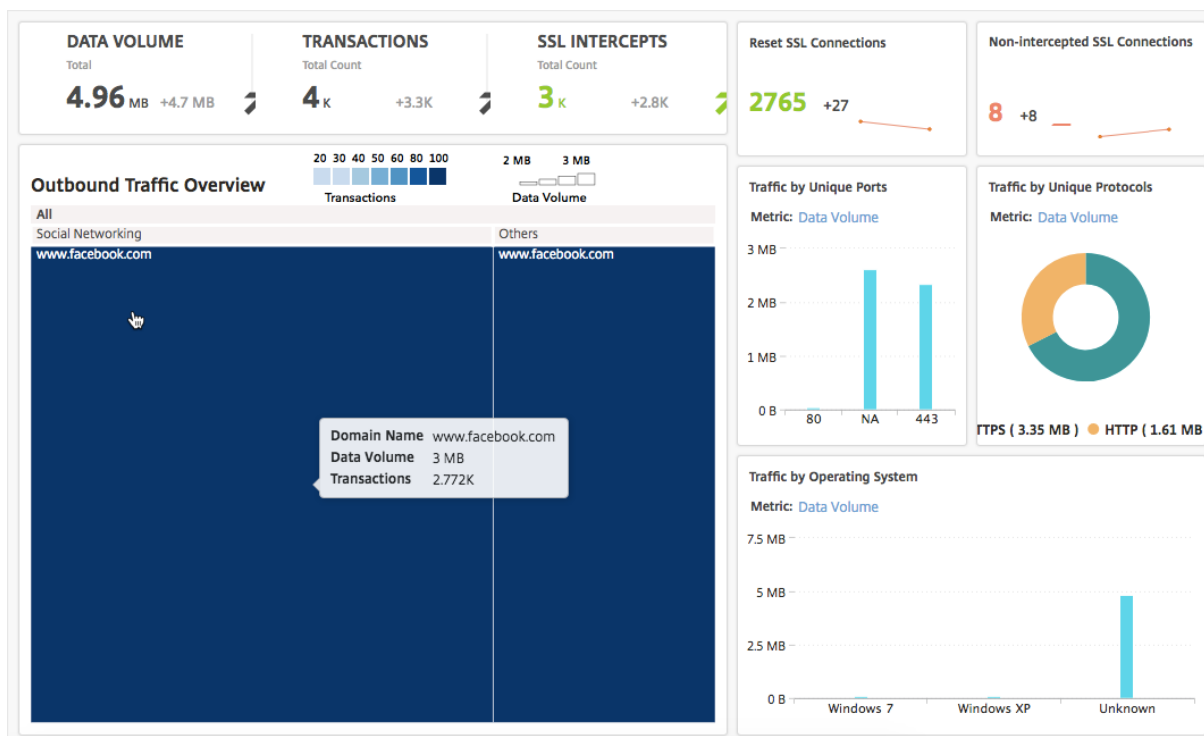 DATA VOLUME
Total
4.96 MB +4.7 MB
TRANSACTIONS
Total Count
4 K +3.3K
SSL INTERCEPTS
Total Count
3 K +2.8K
Reset SSL Connections
2765 +27
Non-intercepted SSL Connections
8 +8
Outbound Traffic Overview
20 30 40 50 60 80 100
Transactions
2 MB 3 MB
Data Volume
All
Social Networking
Others
www.facebook.com
www.facebook.com
Domain Name www.facebook.com
Data Volume 3 MB
Transactions 2.772K
Traffic by Unique Ports
Metric: Data Volume
3 MB
2 MB
1 MB
0 B
80 NA 443
Traffic by Unique Protocols
Metric: Data Volume
TTPS ( 3.35 MB ) HTTP ( 1.61 MB
Traffic by Operating System
Metric: Data Volume
7.5 MB
5 MB
2.5 MB
0 B
Windows 7 Windows XP Unknown